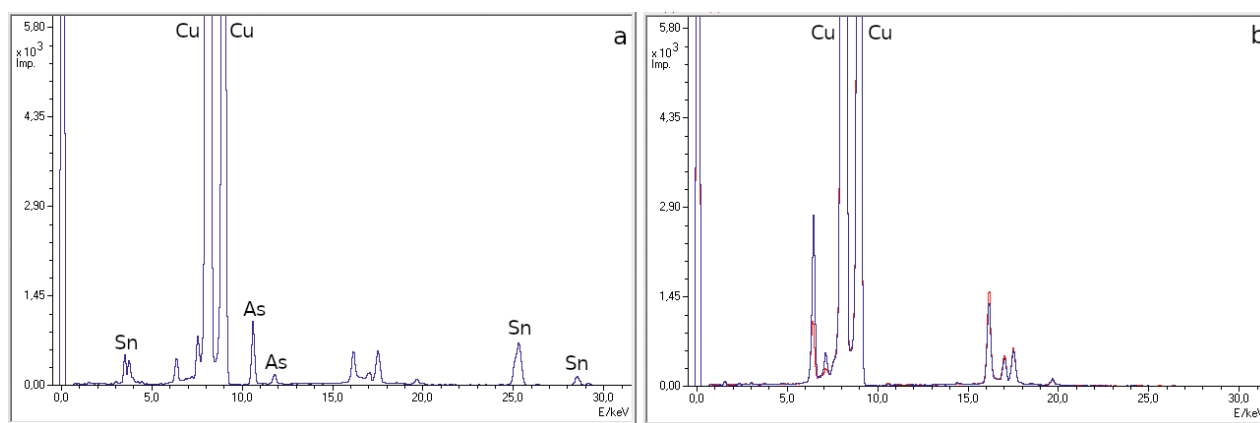 5,80
x 10³
Imp.
4,35
2,90
1,45
0,00
0,0 5,0 10,0 15,0 20,0 25,0 30,0
E/keV
Cu Cu
a
Sn
As
As
Sn
Sn
5,80
x 10³
Imp.
4,35
2,90
1,45
0,00
0,0 5,0 10,0 15,0 20,0 25,0 30,0
E/keV
Cu Cu
b